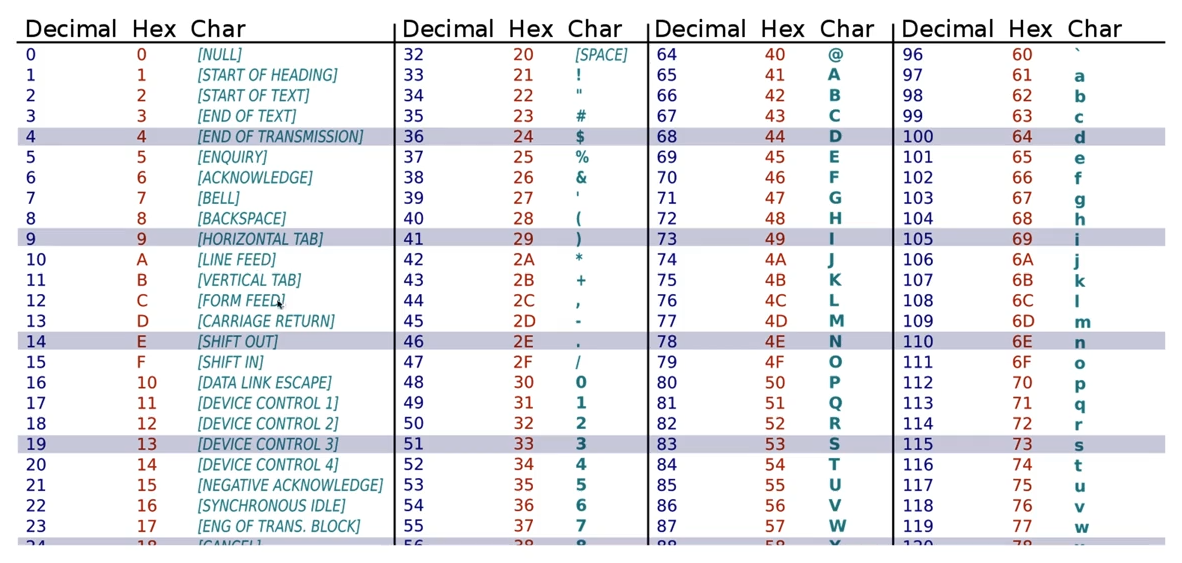 Decimal Hex Char Decimal Hex Char Decimal Hex Char Decimal Hex Char
0 0 [NULL] 32 20 [SPACE] 64 40 @ 96 60 `
1 1 [START OF HEADING] 33 21 ! 65 41 A 97 61 a
2 2 [START OF TEXT] 34 22 " 66 42 B 98 62 b
3 3 [END OF TEXT] 35 23 # 67 43 C 99 63 c
4 4 [END OF TRANSMISSION] 36 24 $ 68 44 D 100 64 d
5 5 [ENQUIRY] 37 25 % 69 45 E 101 65 e
6 6 [ACKNOWLEDGE] 38 26 & 70 46 F 102 66 f
7 7 [BELL] 39 27 ' 71 47 G 103 67 g
8 8 [BACKSPACE] 40 28 ( 72 48 H 104 68 h
9 9 [HORIZONTAL TAB] 41 29 ) 73 49 I 105 69 i
10 A [LINE FEED] 42 2A * 74 4A J 106 6A j
11 B [VERTICAL TAB] 43 2B + 75 4B K 107 6B k
12 C [FORM FEED] 44 2C , 76 4C L 108 6C l
13 D [CARRIAGE RETURN] 45 2D - 77 4D M 109 6D m
14 E [SHIFT OUT] 46 2E . 78 4E N 110 6E n
15 F [SHIFT IN] 47 2F / 79 4F O 111 6F o
16 10 [DATA LINK ESCAPE] 48 30 0 80 50 P 112 70 p
17 11 [DEVICE CONTROL 1] 49 31 1 81 51 Q 113 71 q
18 12 [DEVICE CONTROL 2] 50 32 2 82 52 R 114 72 r
19 13 [DEVICE CONTROL 3] 51 33 3 83 53 S 115 73 s
20 14 [DEVICE CONTROL 4] 52 34 4 84 54 T 116 74 t
21 15 [NEGATIVE ACKNOWLEDGE] 53 35 5 85 55 U 117 75 u
22 16 [SYNCHRONOUS IDLE] 54 36 6 86 56 V 118 76 v
23 17 [ENG OF TRANS. BLOCK] 55 37 7 87 57 W 119 77 w